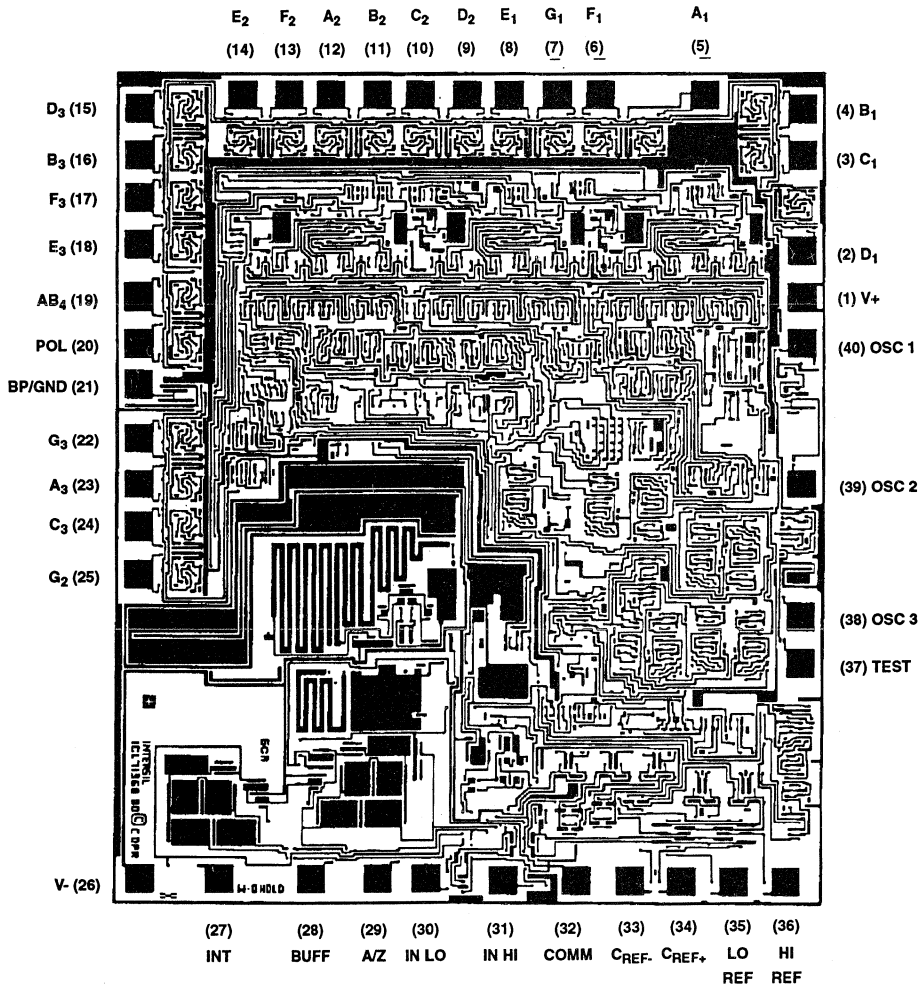 E2 F2 A2 B2 C2 D2 E1 G1 F1 A1
(14) (13) (12) (11) (10) (9) (8) (7) (6) (5)
D3 (15)
(4) B1
B3 (16)
(3) C1
F3 (17)
E3 (18)
(2) D1
AB4 (19)
(1) V+
POL (20)
(40) OSC 1
BP/GND (21)
G3 (22)
A3 (23)
(39) OSC 2
C3 (24)
G2 (25)
(38) OSC 3
(37) TEST
INTERSIL
V- (26)
(27) (28) (29) (30) (31) (32) (33) (34) (35) (36)
INT BUFF A/Z IN LO IN HI COMM CREF- CREF+ LO HI
REF REF